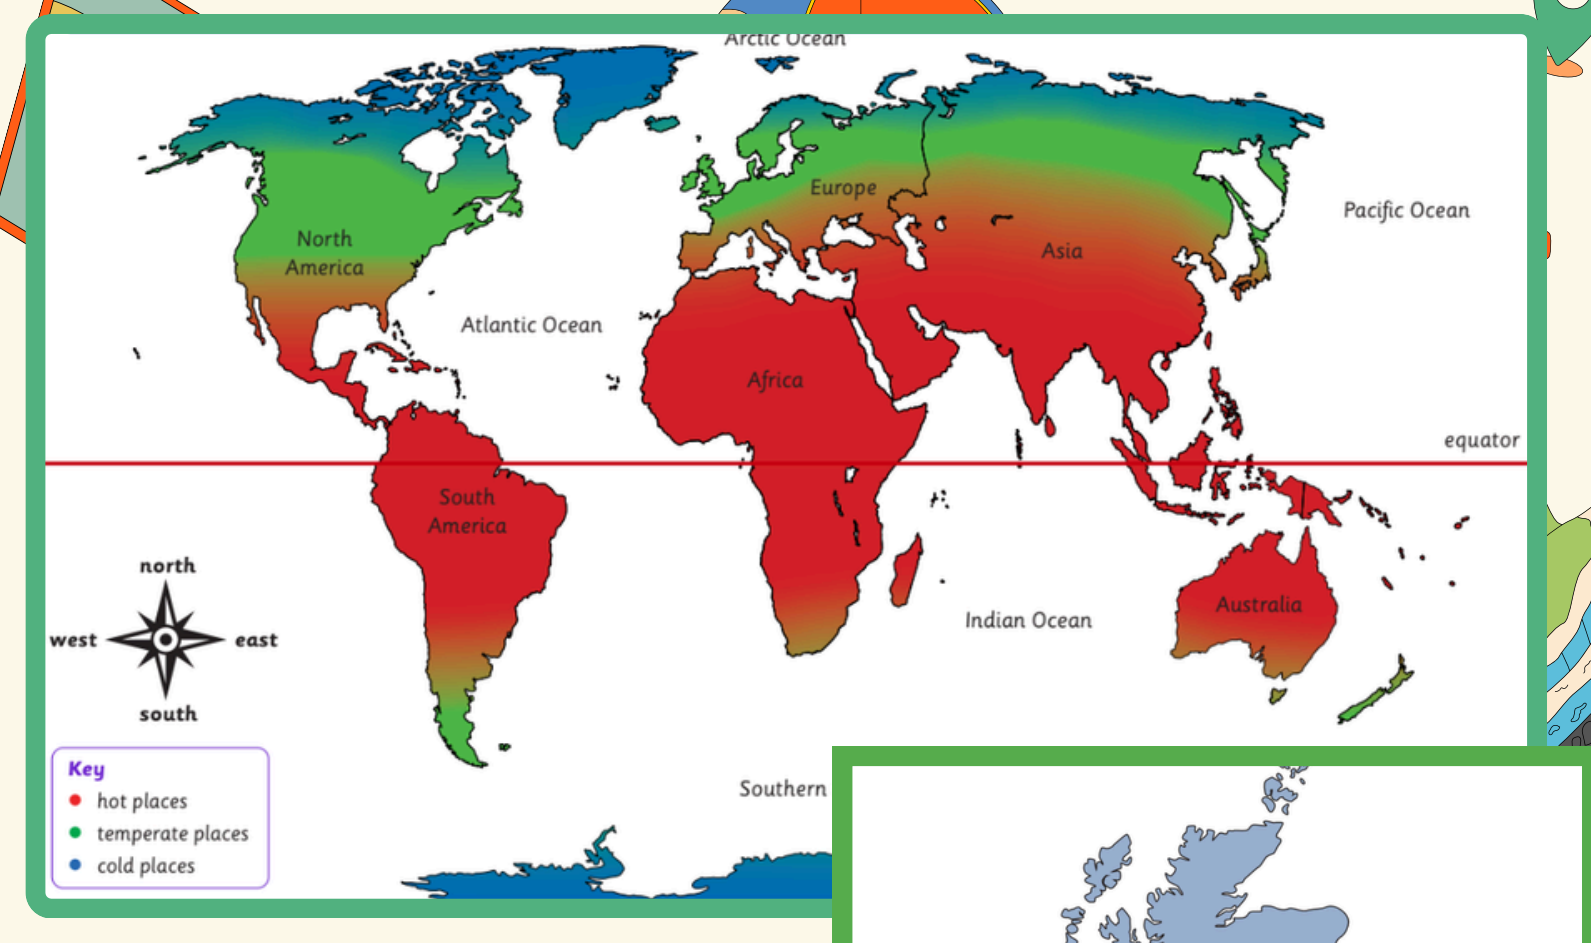 Arctic Ocean
Europe
Pacific Ocean
North
America
Asia
Atlantic Ocean
Africa
equator
South
America
north
west
east
south
Indian Ocean
Australia
Southern
Key
hot places
temperate places
cold places